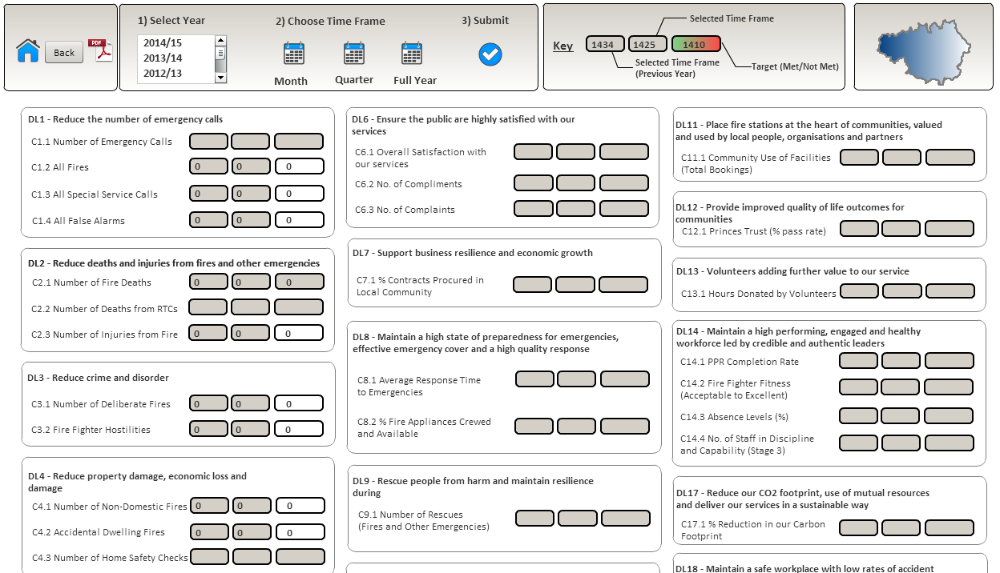 PDF
Back
1) Select Year
2014/15
2013/14
2012/13
2) Choose Time Frame
Month
Quarter
Full Year
3) Submit
Key
1434
1425
1410
Selected Time Frame
Selected Time Frame
(Previous Year)
Target (Met/Not Met)
DL1 - Reduce the number of emergency calls
C1.1 Number of Emergency Calls
C1.2 All Fires 0 0 0
C1.3 All Special Service Calls 0 0 0
C1.4 All False Alarms 0 0 0
DL2 - Reduce deaths and injuries from fires and other emergencies
C2.1 Number of Fire Deaths 0 0 0
C2.2 Number of Deaths from RTCs
C2.3 Number of Injuries from Fire 0 0 0
DL3 - Reduce crime and disorder
C3.1 Number of Deliberate Fires 0 0 0
C3.2 Fire Fighter Hostilities 0 0 0
DL4 - Reduce property damage, economic loss and
damage
C4.1 Number of Non-Domestic Fires 0 0 0
C4.2 Accidental Dwelling Fires 0 0 0
C4.3 Number of Home Safety Checks
DL6 - Ensure the public are highly satisfied with our
services
C6.1 Overall Satisfaction with
our services
C6.2 No. of Compliments
C6.3 No. of Complaints
DL7 - Support business resilience and economic growth
C7.1 % Contracts Procured in
Local Community
DL8 - Maintain a high state of preparedness for emergencies,
effective emergency cover and a high quality response
C8.1 Average Response Time
to Emergencies
C8.2 % Fire Appliances Crewed
and Available
DL9 - Rescue people from harm and maintain resilience
during
C9.1 Number of Rescues
(Fires and Other Emergencies)
DL11 - Place fire stations at the heart of communities, valued
and used by local people, organisations and partners
C11.1 Community Use of Facilities
(Total Bookings)
DL12 - Provide improved quality of life outcomes for
communities
C12.1 Princes Trust (% pass rate)
DL13 - Volunteers adding further value to our service
C13.1 Hours Donated by Volunteers
DL14 - Maintain a high performing, engaged and healthy
workforce led by credible and authentic leaders
C14.1 PPR Completion Rate
C14.2 Fire Fighter Fitness
(Acceptable to Excellent)
C14.3 Absence Levels (%)
C14.4 No. of Staff in Discipline
and Capability (Stage 3)
DL17 - Reduce our CO2 footprint, use of mutual resources
and deliver our services in a sustainable way
C17.1 % Reduction in our Carbon
Footprint
DL18 - Maintain a safe workplace with low rates of accident